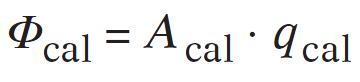 Φcal = Acal · qcal